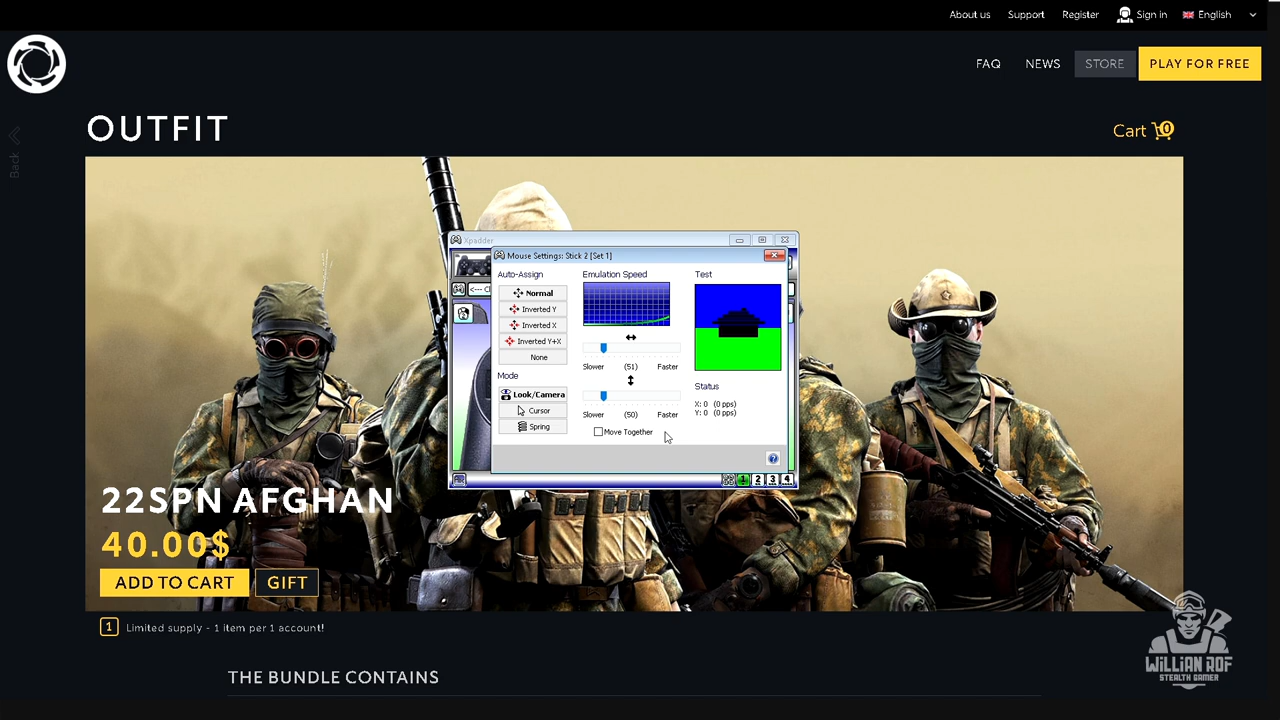 About us Support Register Sign in English
FAQ NEWS STORE PLAY FOR FREE
Back
OUTFIT
Cart 0
Xpadder
Mouse Settings: Stick 2 [Set 1]
Auto-Assign
Normal
Inverted Y
Inverted X
Inverted Y+X
None
Mode
Look/Camera
Cursor
Spring
Emulation Speed
Slower (51) Faster
Slower (50) Faster
Move Together
Test
Status
X: 0 (0 pps)
Y: 0 (0 pps)
1 2 3 4
22SPN AFGHAN
40.00$
ADD TO CART GIFT
1 Limited supply - 1 item per 1 account!
THE BUNDLE CONTAINS
WILLIAN ROF
STEALTH GAMER